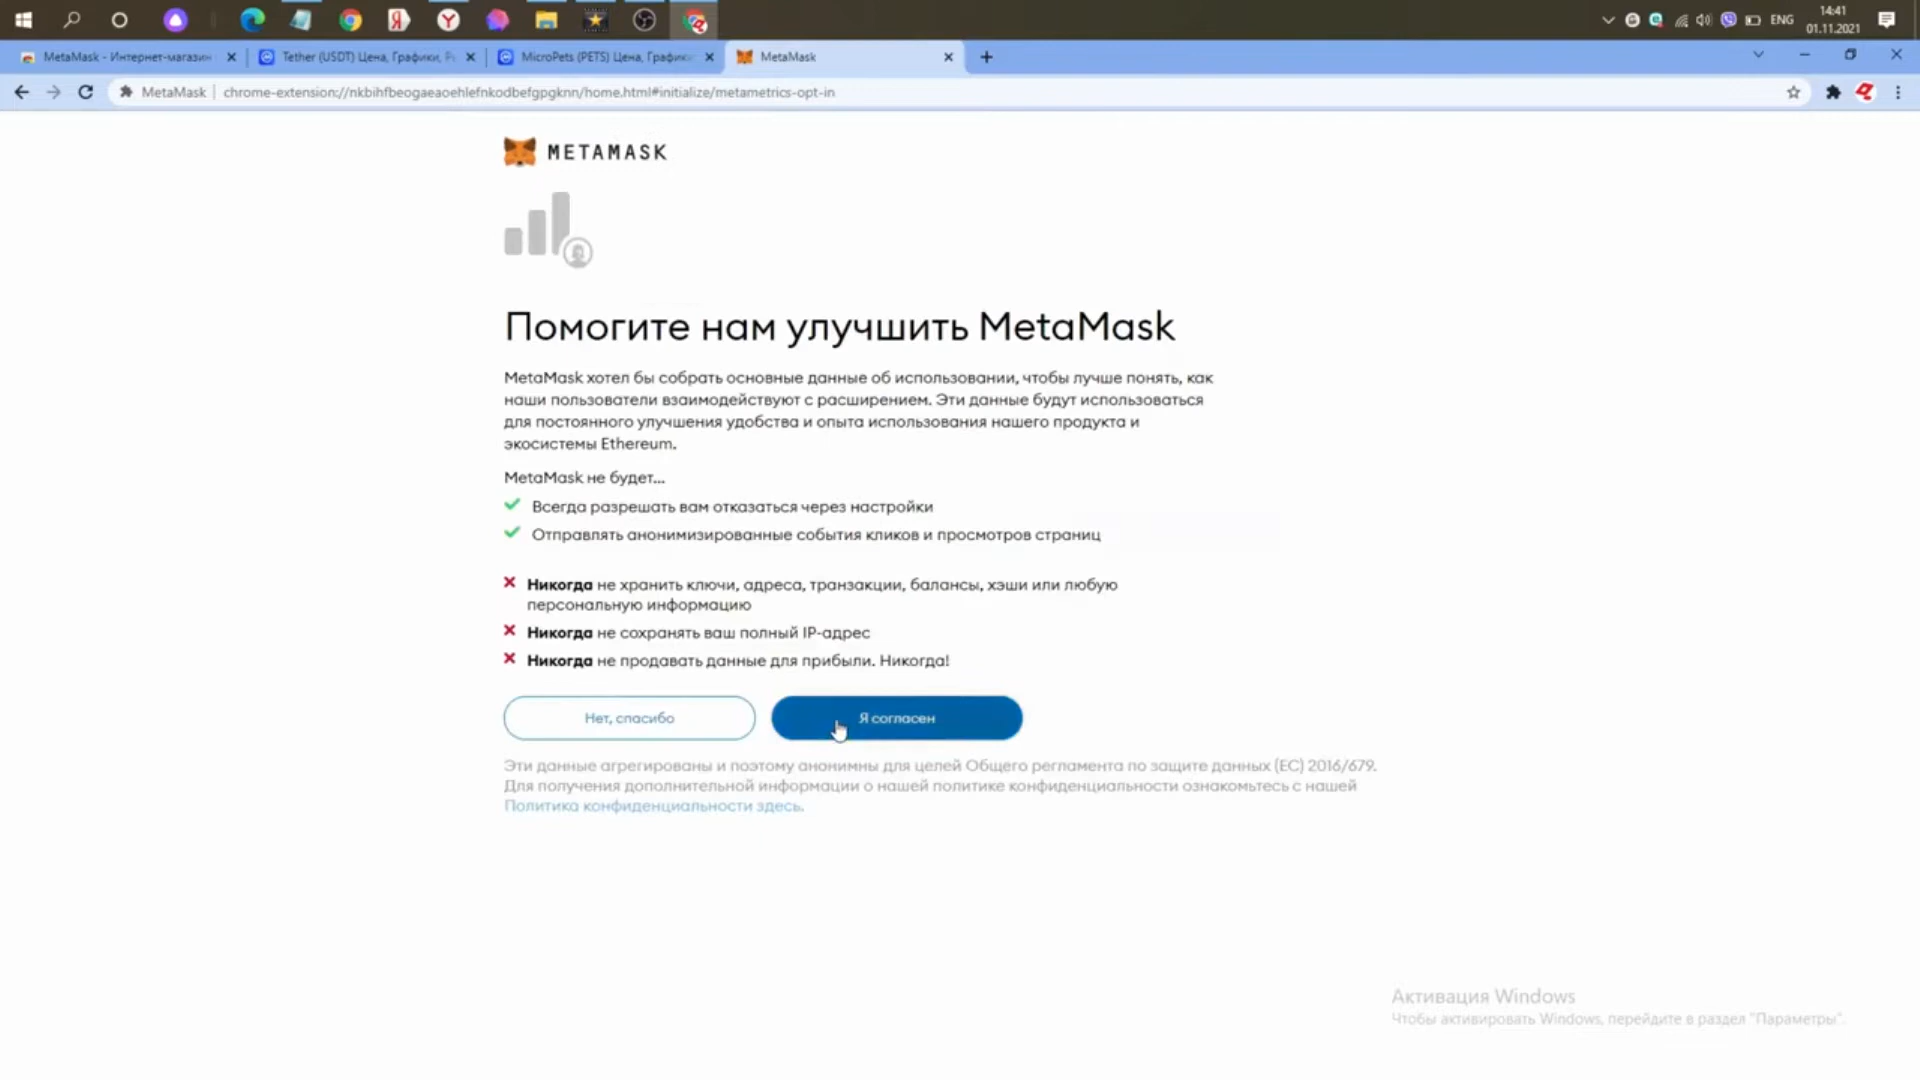 ENG
14:41
01.11.2021
MetaMask - Интернет-магазин
Tether (USDT) Цена, Графики,
MicroPets (PETS) Цена, Графики
MetaMask
MetaMask
chrome-extension://nkbihfbeogaeaoehlefnkodbefgpgknn/home.html#initialize/metametrics-opt-in
METAMASK
Помогите нам улучшить MetaMask
MetaMask хотел бы собрать основные данные об использовании, чтобы лучше понять, как
наши пользователи взаимодействуют с расширением. Эти данные будут использоваться
для постоянного улучшения удобства и опыта использования нашего продукта и
экосистемы Ethereum.
MetaMask не будет...
Всегда разрешать вам отказаться через настройки
Отправлять анонимизированные события кликов и просмотров страниц
Никогда не хранить ключи, адреса, транзакции, балансы, хэши или любую
персональную информацию
Никогда не сохранять ваш полный IP-адрес
Никогда не продавать данные для прибыли. Никогда!
Нет, спасибо
Я согласен
Эти данные агрегированы и поэтому анонимны для целей Общего регламента по защите данных (ЕС) 2016/679.
Для получения дополнительной информации о нашей политике конфиденциальности ознакомьтесь с нашей
Политика конфиденциальности здесь.
Активация Windows
Чтобы активировать Windows, перейдите в раздел "Параметры".